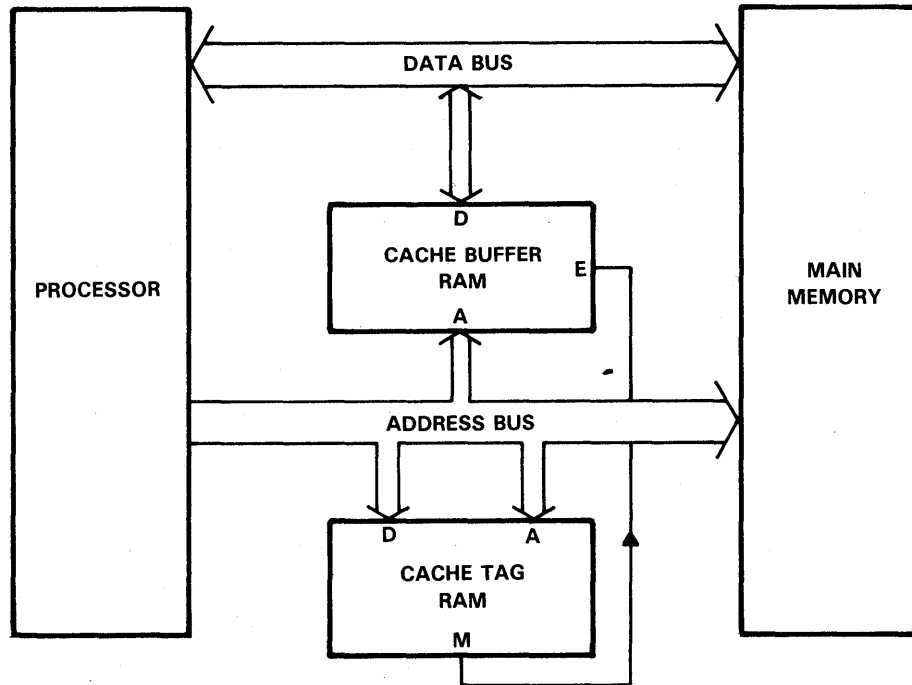 DATA BUS
D
CACHE BUFFER
RAM
E
A
PROCESSOR
MAIN
MEMORY
ADDRESS BUS
D
A
CACHE TAG
RAM
M